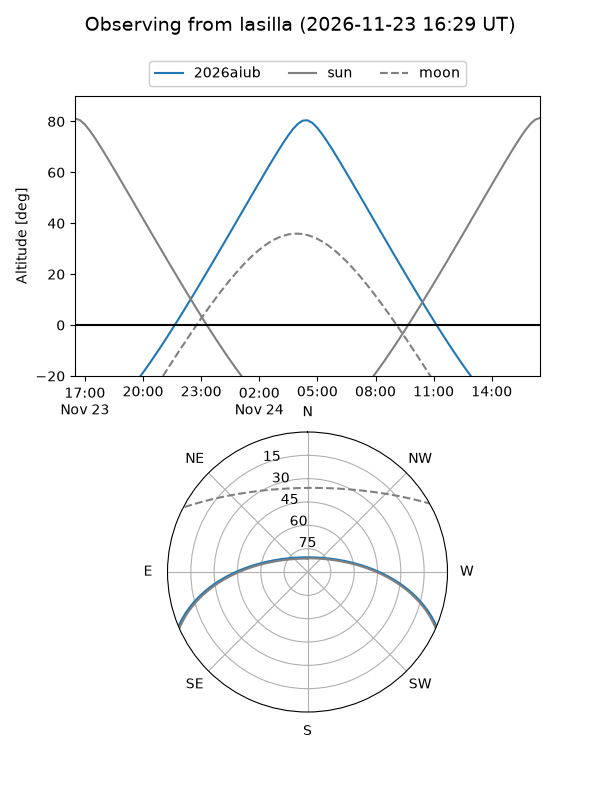 Observing from lasilla (2026-11-23 16:29 UT)
2026aiub sun moon
80
60
40
20
0
−20
Altitude [deg]
17:00 20:00 23:00 02:00 05:00 08:00 11:00 14:00
Nov 23 Nov 24
N
NE NW
15
30
45
60
75
E W
SE SW
S